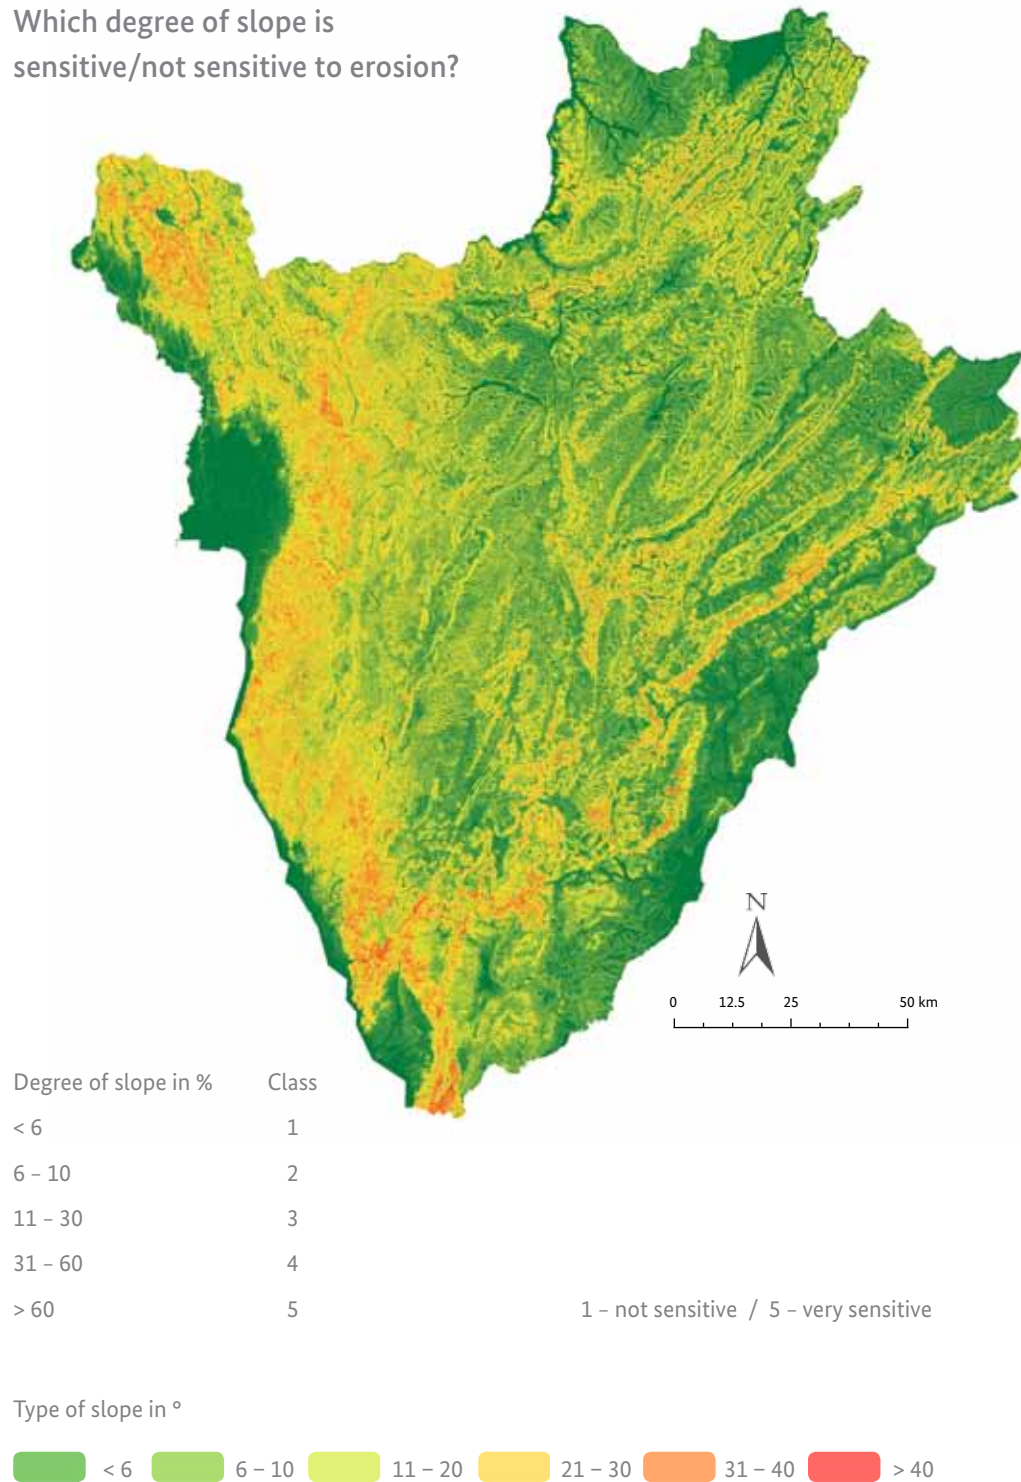 Which degree of slope is
sensitive/not sensitive to erosion?
N
0 12.5 25 50 km
Degree of slope in % Class
< 6 1
6 – 10 2
11 – 30 3
31 – 60 4
> 60 5
1 – not sensitive / 5 – very sensitive
Type of slope in °
< 6 6 – 10 11 – 20 21 – 30 31 – 40 > 40